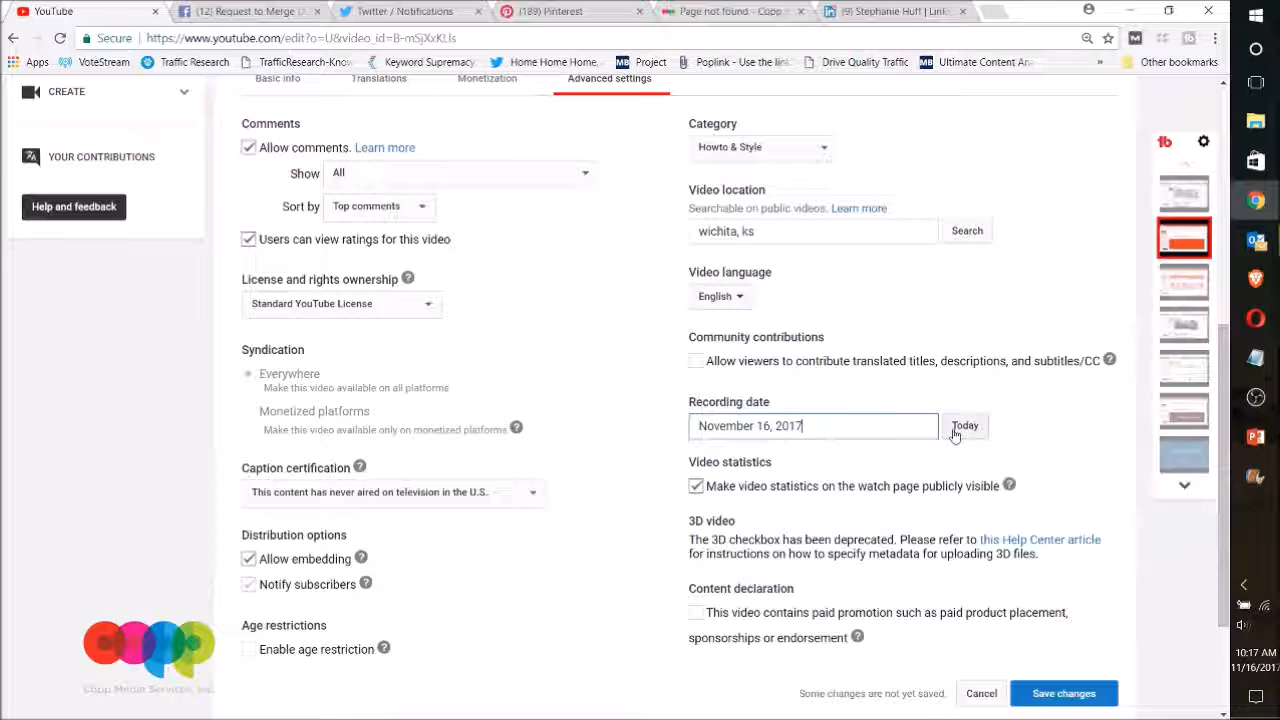 YouTube
(12) Request to Merge D
Twitter / Notifications
(189) Pinterest
Page not found - Copp
(9) Stephanie Huff | Link
Secure
https://www.youtube.com/edit?o=U&video_id=B-mSjXxKUs
Apps
VoteStream
Traffic Research
TrafficResearch-Know
Keyword Supremacy
Home Home Home
Project
Poplink - Use the link
Drive Quality Traffic
Ultimate Content An
»
Other bookmarks
Basic info
Translations
Monetization
Advanced settings
CREATE
YOUR CONTRIBUTIONS
Help and feedback
Comments
Allow comments. Learn more
Show
All
Sort by
Top comments
Users can view ratings for this video
License and rights ownership
Standard YouTube License
Syndication
Everywhere
Make this video available on all platforms
Monetized platforms
Make this video available only on monetized platforms
Caption certification
This content has never aired on television in the U.S.
Distribution options
Allow embedding
Notify subscribers
Age restrictions
Enable age restriction
Category
Howto & Style
Video location
Searchable on public videos. Learn more
wichita, ks
Search
Video language
English
Community contributions
Allow viewers to contribute translated titles, descriptions, and subtitles/CC
Recording date
November 16, 2017
Today
Video statistics
Make video statistics on the watch page publicly visible
3D video
The 3D checkbox has been deprecated. Please refer to this Help Center article
for instructions on how to specify metadata for uploading 3D files.
Content declaration
This video contains paid promotion such as paid product placement,
sponsorships or endorsement
Some changes are not yet saved.
Cancel
Save changes
copp
Copp Media Services, Inc.
10:17 AM
11/16/2017